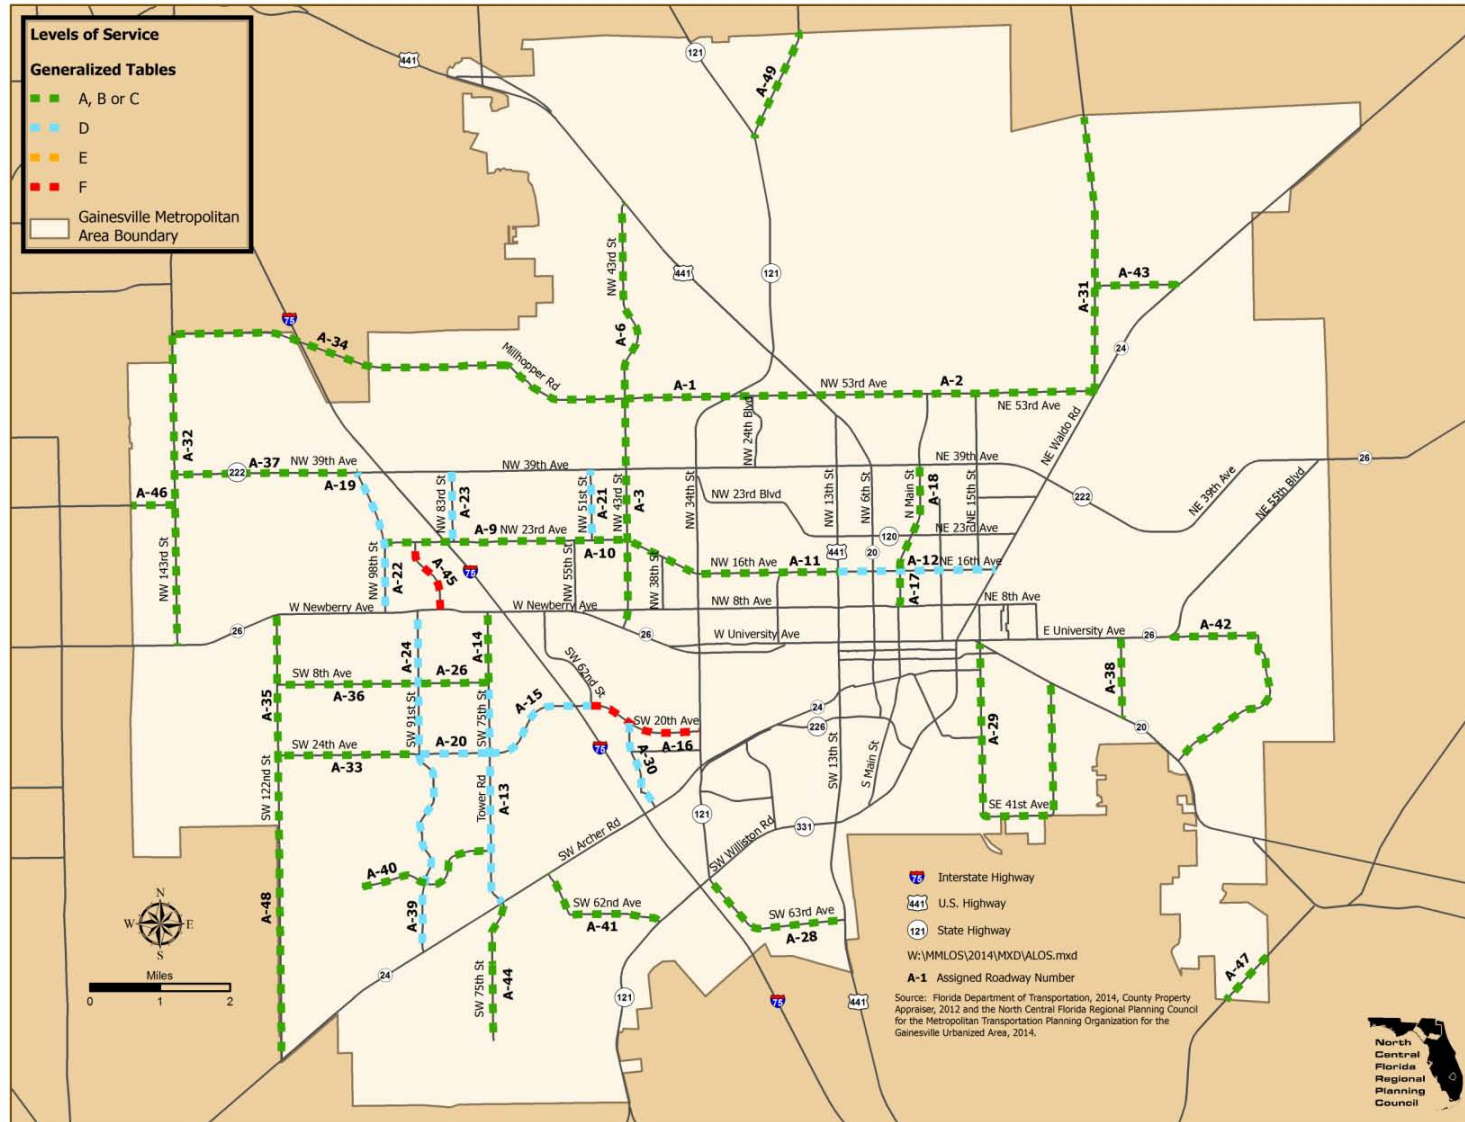 Levels of Service
Generalized Tables
A, B or C
D
E
F
Gainesville Metropolitan
Area Boundary
441
121
A-49
441
121
NW 43rd St
A-6
A-31
A-43
24
75
A-34
Millhopper Rd
A-1
NW 53rd Ave
A-2
NE 53rd Ave
NW 24th Blvd
NE Waldo Rd
A-32
A-37
222
NW 39th Ave
A-19
NW 39th Ave
NE 39th Ave
26
A-46
NW 83rd St
A-23
NW 51st St
A-21
NW 43rd St
A-3
NW 34th St
NW 23rd Blvd
NW 13th St
NW 6th St
N Main St
A-18
NE 15th St
222
NE 39th Ave
NE 55th Blvd
A-9
NW 23rd Ave
A-10
120
NE 23rd Ave
NW 143rd St
NW 98th St
A-22
A-45
75
NW 55th St
NW 38th St
NW 16th Ave
A-11
441
20
A-12
NE 16th Ave
A-17
W Newberry Ave
W Newberry Ave
NW 8th Ave
NE 8th Ave
26
26
W University Ave
E University Ave
26
A-42
A-24
A-14
SW 62nd St
A-38
SW 8th Ave
A-36
A-26
A-35
SW 91st St
SW 75th St
A-15
SW 20th Ave
A-16
24
226
A-29
20
SW 24th Ave
A-33
A-20
75
A-30
SW 122nd St
Tower Rd
A-13
SW 13th St
S Main St
SE 41st Ave
SW Archer Rd
121
SW Williston Rd
331
A-40
A-48
A-39
SW 62nd Ave
A-41
SW 63rd Ave
A-28
N
W
E
S
Miles
0
1
2
24
SW 75th St
A-44
121
75
441
A-47
75
Interstate Highway
441
U.S. Highway
121
State Highway
W:\MMLOS\2014\MXD\ALOS.mxd
A-1 Assigned Roadway Number
Source: Florida Department of Transportation, 2014, County Property
Appraiser, 2012 and the North Central Florida Regional Planning Council
for the Metropolitan Transportation Planning Organization for the
Gainesville Urbanized Area, 2014.
North
Central
Florida
Regional
Planning
Council